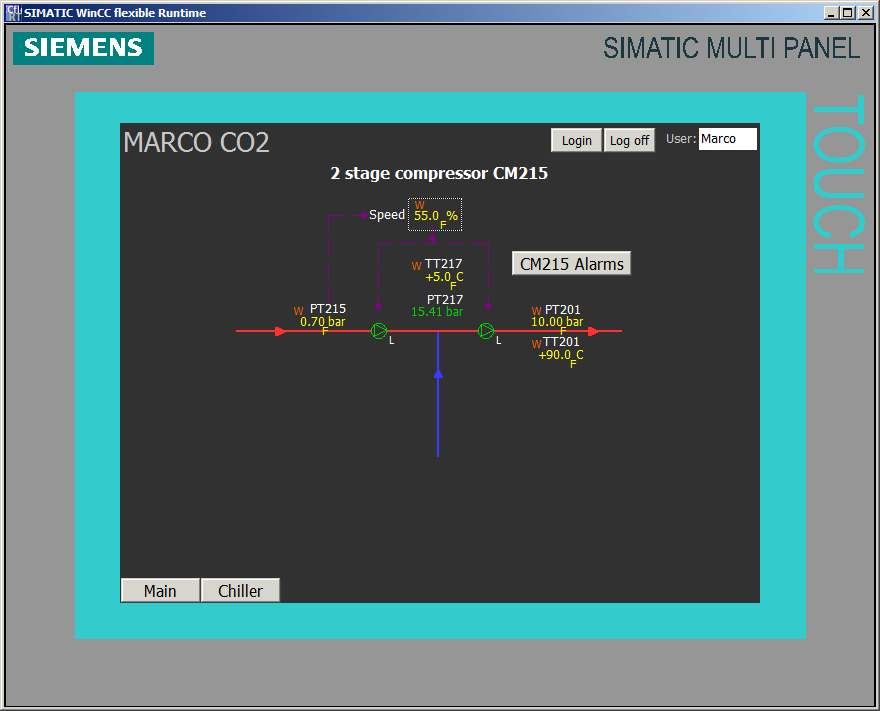 SIMATIC WinCC flexible Runtime
SIEMENS
SIMATIC MULTI PANEL
TOUCH
MARCO CO2
Login
Log off
User: Marco
2 stage compressor CM215
W
Speed 55.0 %
F
CM215 Alarms
W TT217
+5.0 C
F
PT217
15.41 bar
W PT215
0.70 bar
F
L
L
W PT201
10.00 bar
F
W TT201
+90.0 C
F
Main
Chiller